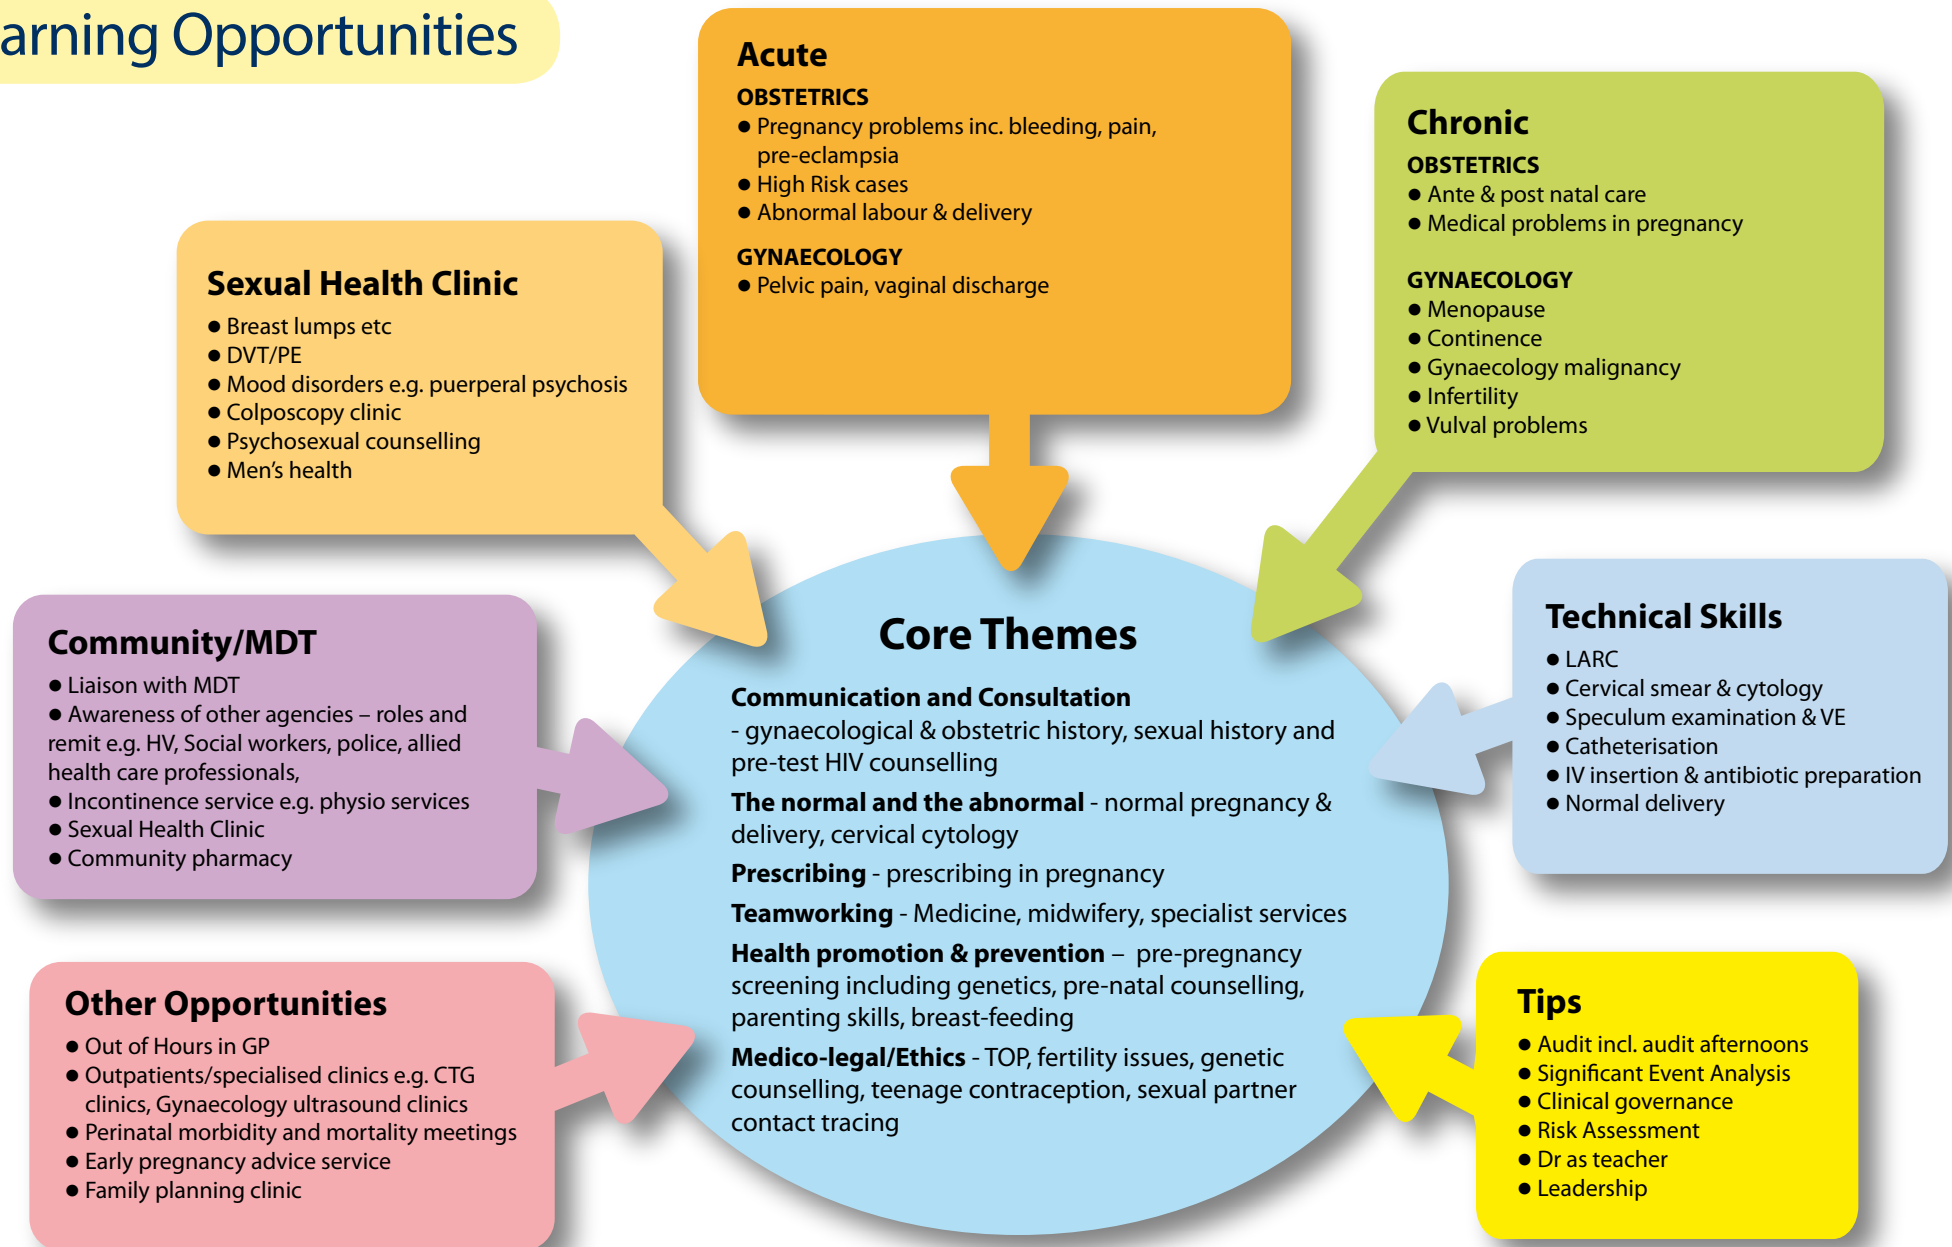 arning Opportunities
Acute
OBSTETRICS
● Pregnancy problems inc. bleeding, pain,
pre-eclampsia
● High Risk cases
● Abnormal labour & delivery
GYNAECOLOGY
● Pelvic pain, vaginal discharge
Chronic
OBSTETRICS
● Ante & post natal care
● Medical problems in pregnancy
GYNAECOLOGY
● Menopause
● Continence
● Gynaecology malignancy
● Infertility
● Vulval problems
Sexual Health Clinic
● Breast lumps etc
● DVT/PE
● Mood disorders e.g. puerperal psychosis
● Colposcopy clinic
● Psychosexual counselling
● Men's health
Community/MDT
● Liaison with MDT
● Awareness of other agencies – roles and
remit e.g. HV, Social workers, police, allied
health care professionals,
● Incontinence service e.g. physio services
● Sexual Health Clinic
● Community pharmacy
Core Themes
Communication and Consultation
- gynaecological & obstetric history, sexual history and
pre-test HIV counselling
The normal and the abnormal - normal pregnancy &
delivery, cervical cytology
Prescribing - prescribing in pregnancy
Teamworking - Medicine, midwifery, specialist services
Health promotion & prevention – pre-pregnancy
screening including genetics, pre-natal counselling,
parenting skills, breast-feeding
Medico-legal/Ethics - TOP, fertility issues, genetic
counselling, teenage contraception, sexual partner
contact tracing
Technical Skills
● LARC
● Cervical smear & cytology
● Speculum examination & VE
● Catheterisation
● IV insertion & antibiotic preparation
● Normal delivery
Other Opportunities
● Out of Hours in GP
● Outpatients/specialised clinics e.g. CTG
clinics, Gynaecology ultrasound clinics
● Perinatal morbidity and mortality meetings
● Early pregnancy advice service
● Family planning clinic
Tips
● Audit incl. audit afternoons
● Significant Event Analysis
● Clinical governance
● Risk Assessment
● Dr as teacher
● Leadership